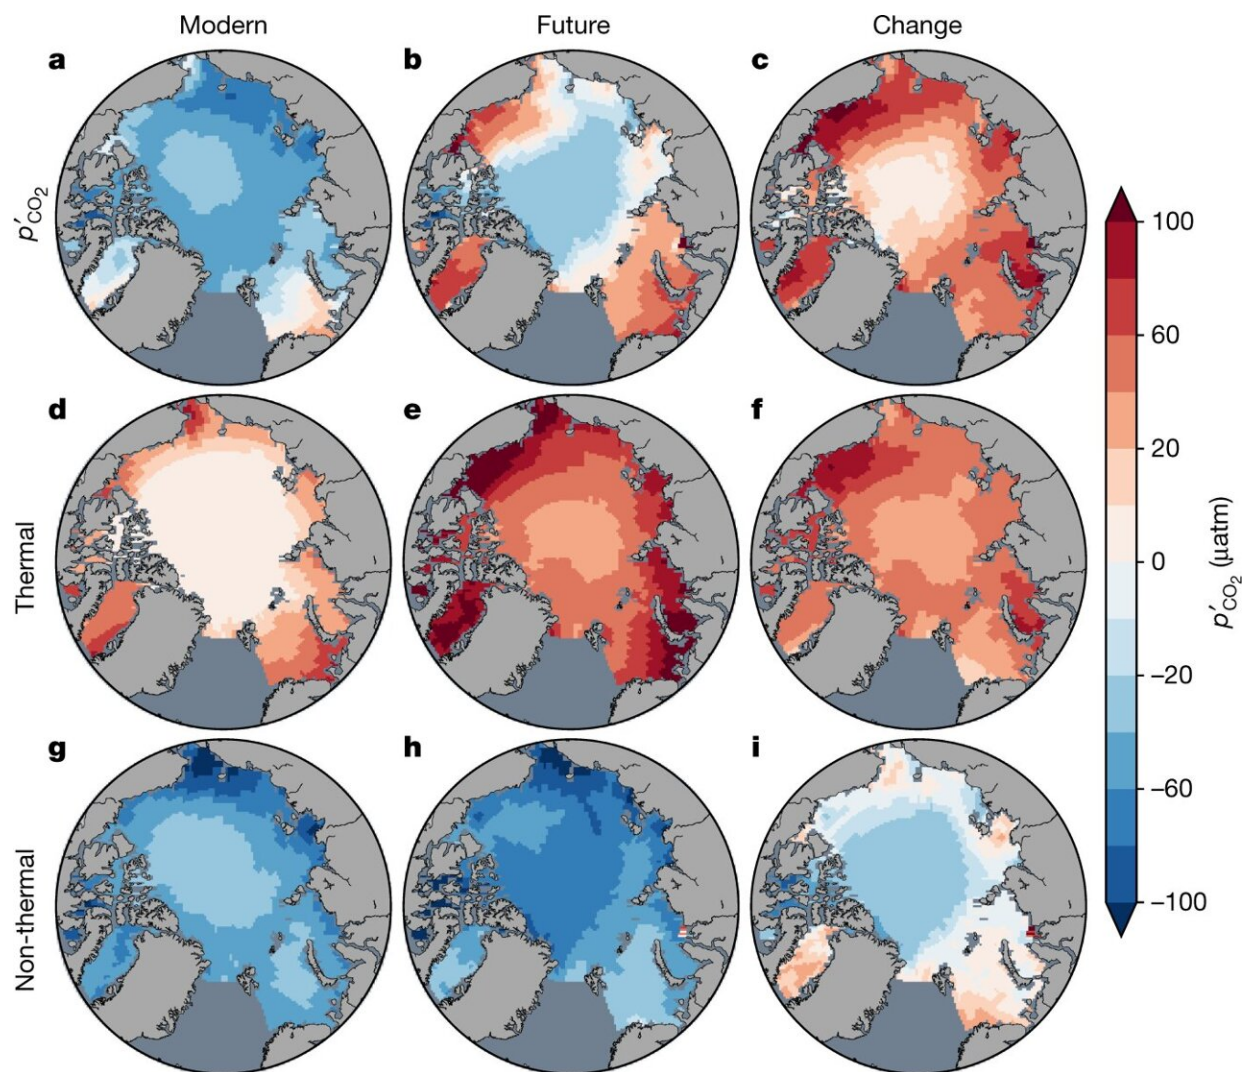 Modern Future Change
a b c
p′CO2
100
60
d e f
20
Thermal
0
p′CO2 (μatm)
−20
g h i
−60
Non-thermal
−100